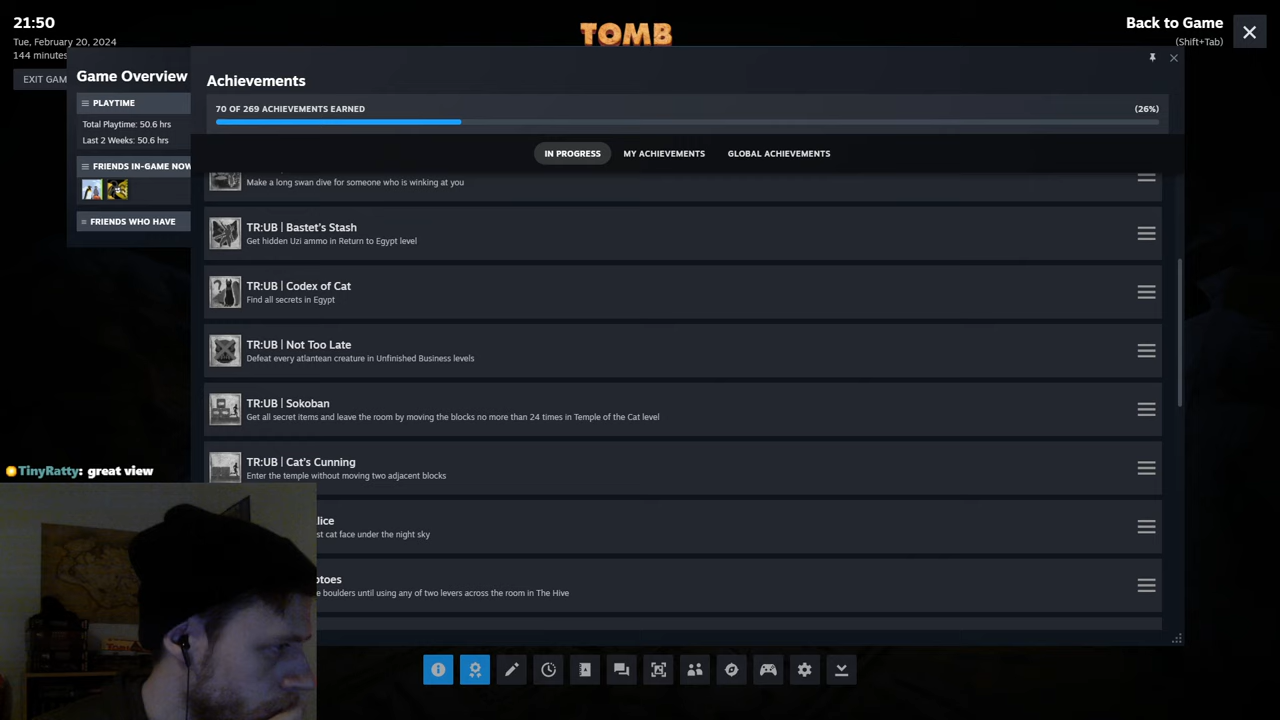 21:50
Tue, February 20, 2024
144 minutes
EXIT GAM
TOMB
Back to Game
(Shift+Tab)
Game Overview
PLAYTIME
Total Playtime: 50.6 hrs
Last 2 Weeks: 50.6 hrs
FRIENDS IN-GAME NOW
FRIENDS WHO HAVE
Achievements
70 OF 269 ACHIEVEMENTS EARNED
(26%)
IN PROGRESS
MY ACHIEVEMENTS
GLOBAL ACHIEVEMENTS
Make a long swan dive for someone who is winking at you
TR:UB | Bastet's Stash
Get hidden Uzi ammo in Return to Egypt level
TR:UB | Codex of Cat
Find all secrets in Egypt
TR:UB | Not Too Late
Defeat every atlantean creature in Unfinished Business levels
TR:UB | Sokoban
Get all secret items and leave the room by moving the blocks no more than 24 times in Temple of the Cat level
TR:UB | Cat's Cunning
Enter the temple without moving two adjacent blocks
lice
st cat face under the night sky
otoes
e boulders until using any of two levers across the room in The Hive
TinyRatty: great view